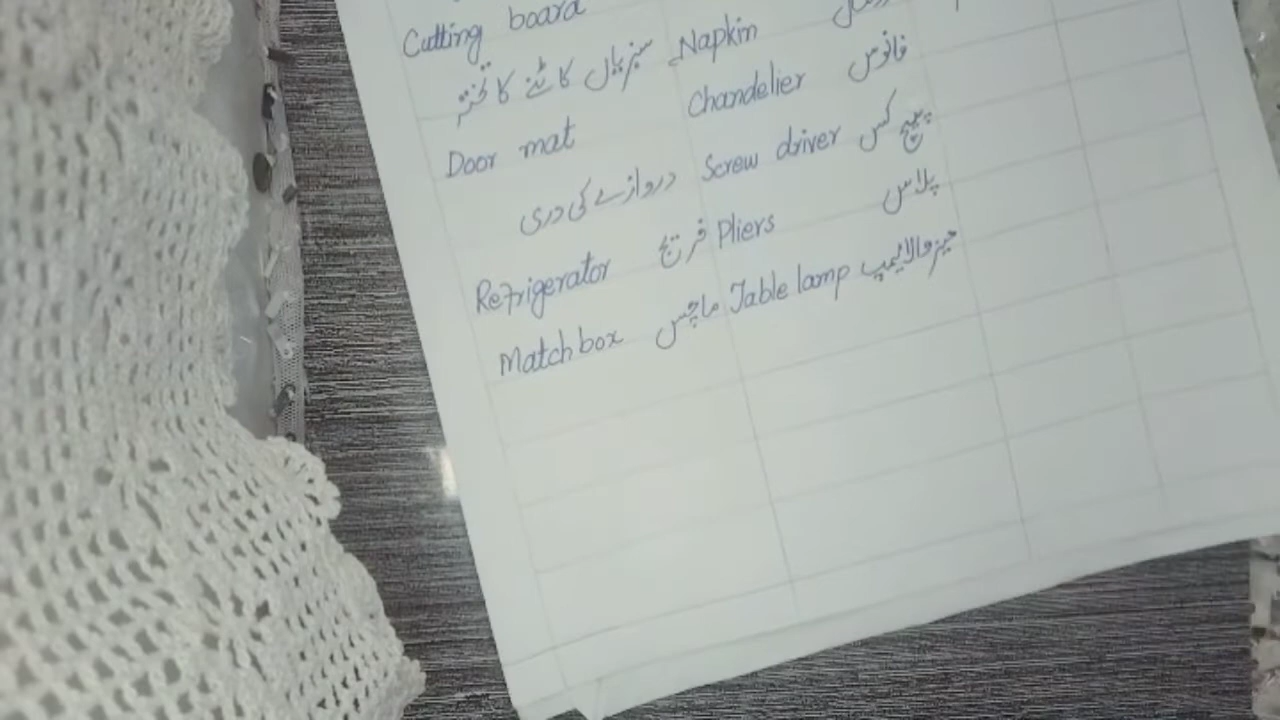 Cutting board
سبزیاں کاٹنے کا تختہ Napkin
Door mat Chandelier فانوس
دروازے کی دری Screw driver پیچ کس
Refrigerator فریج Pliers پلاس
Matchbox ماچس Table lamp میز والا لیمپ